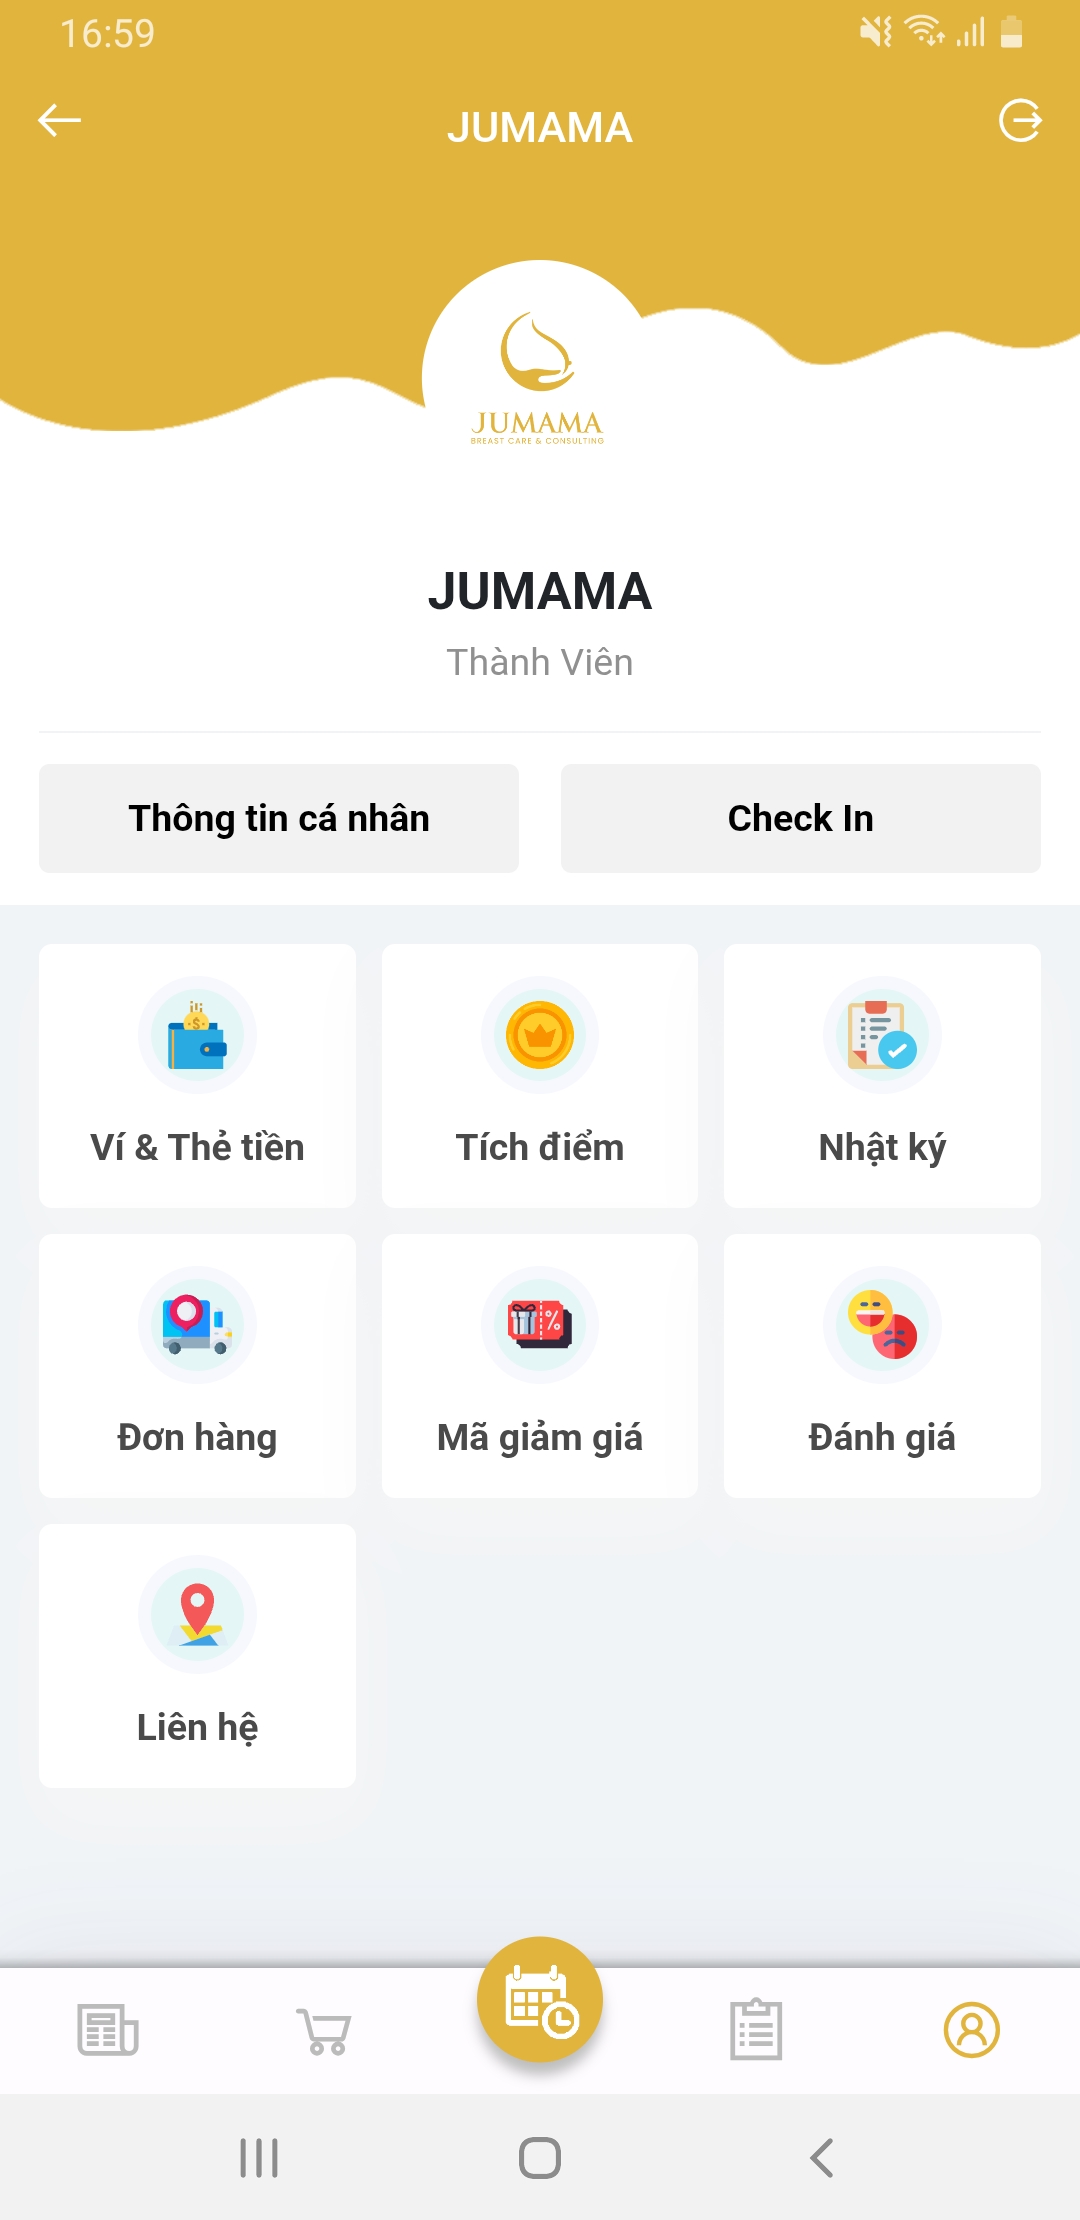 16:59
JUMAMA
JUMAMA
BREAST CARE & CONSULTING
JUMAMA
Thành Viên
Thông tin cá nhân
Check In
Ví & Thẻ tiền
Tích điểm
Nhật ký
Đơn hàng
Mã giảm giá
Đánh giá
Liên hệ